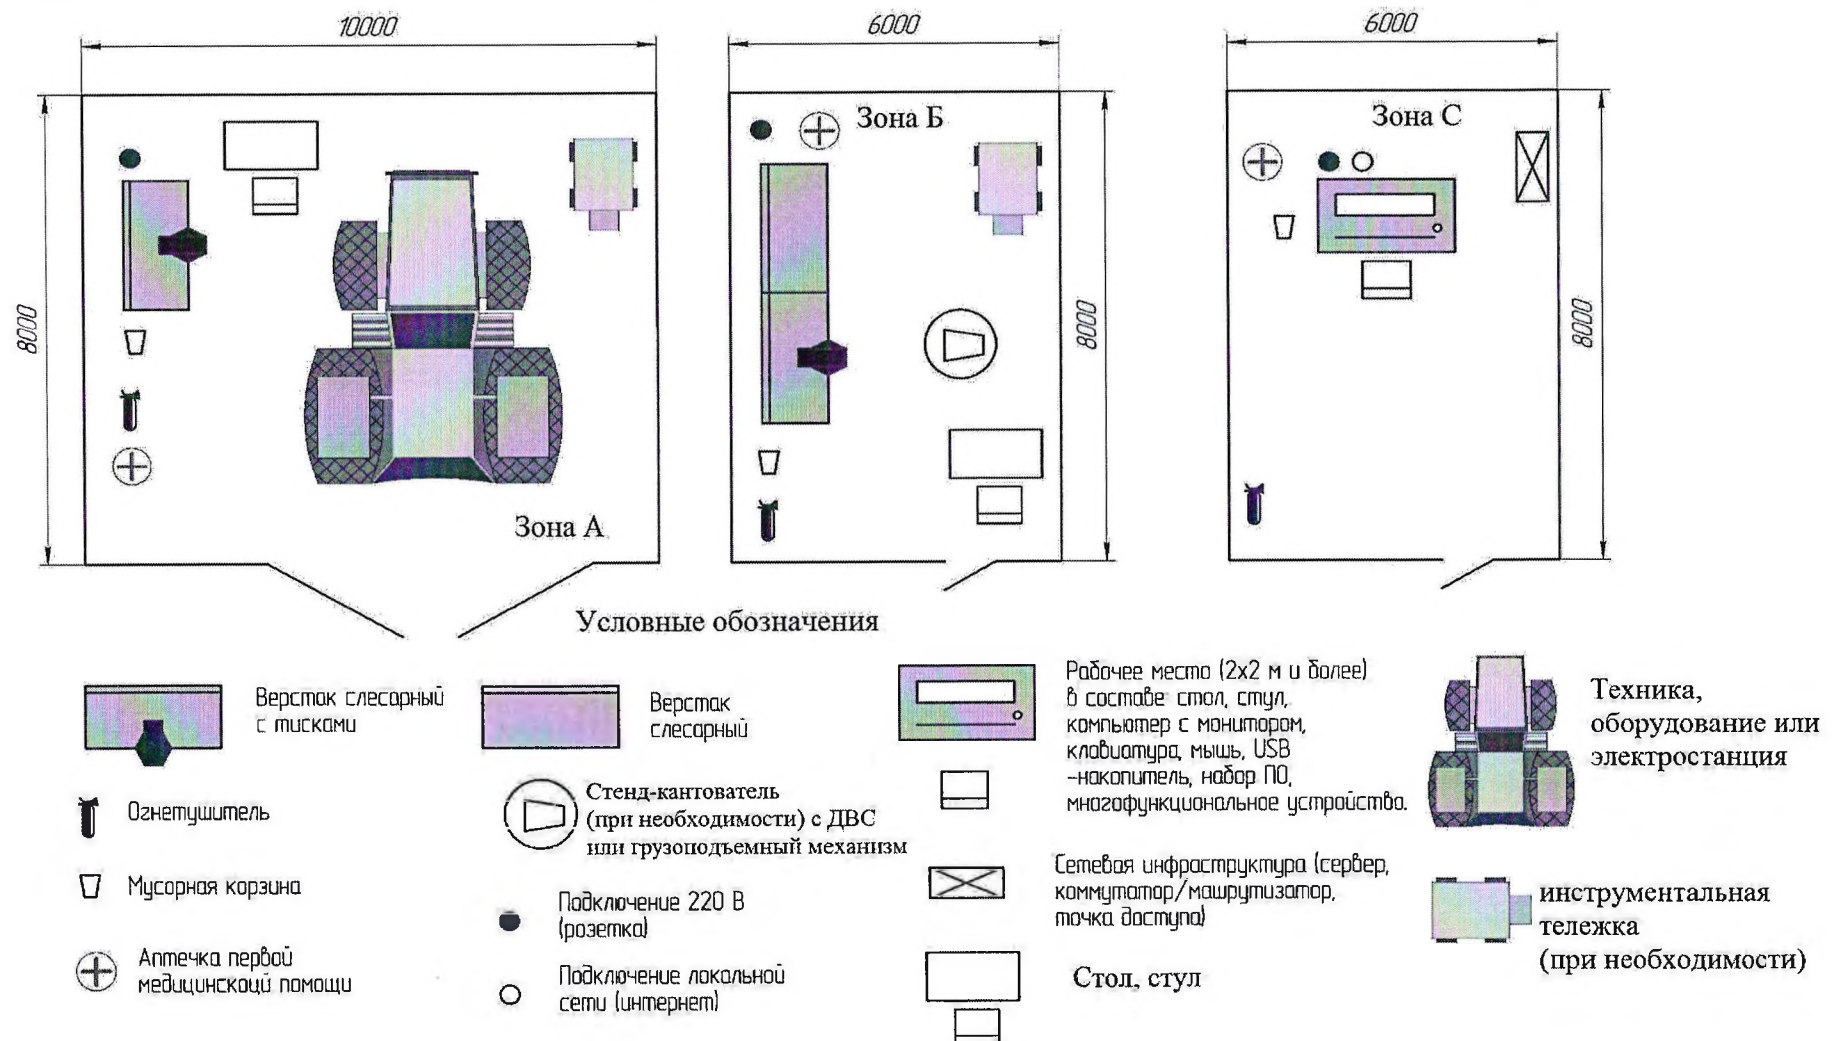 10000
6000
6000
8000
8000
8000
Зона А
Зона Б
Зона С
Условные обозначения
Верстак слесарный
с тисками
Огнетушитель
Мусорная корзина
Аптечка первой
медицинскоци помощи
Верстак
слесарный
Стенд-кантователь
(при необходимости) с ДВС
или грузоподъемный механизм
Подключение 220 В
(розетка)
Подключение локальной
сети (интернет)
Рабочее место (2х2 м и более)
в составе стол, стул,
компьютер с монитором,
клавиатура, мышь, USB
-накопитель, набор ПО,
многофункциональное устройство.
Сетевая инфраструктура (сервер,
коммутатор/машрутизатор,
точка доступа)
Стол, стул
Техника,
оборудование или
электростанция
инструментальная
тележка
(при необходимости)